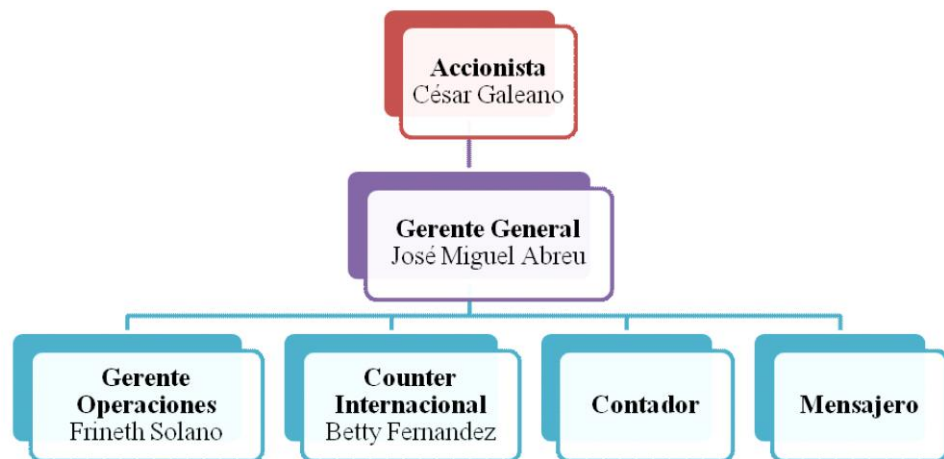 Accionista
César Galeano
Gerente General
José Miguel Abreu
Gerente
Operaciones
Frineth Solano
Counter
Internacional
Betty Fernandez
Contador
Mensajero